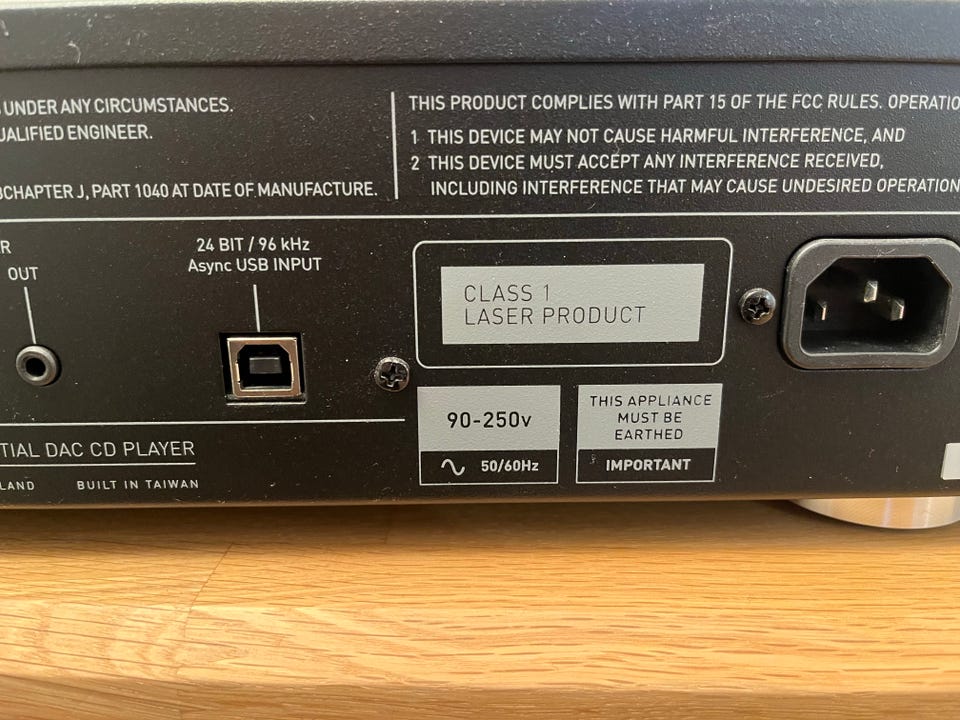 UNDER ANY CIRCUMSTANCES.
QUALIFIED ENGINEER.
SUBCHAPTER J, PART 1040 AT DATE OF MANUFACTURE.
THIS PRODUCT COMPLIES WITH PART 15 OF THE FCC RULES. OPERATIO
1 THIS DEVICE MAY NOT CAUSE HARMFUL INTERFERENCE, AND
2 THIS DEVICE MUST ACCEPT ANY INTERFERENCE RECEIVED,
INCLUDING INTERFERENCE THAT MAY CAUSE UNDESIRED OPERATION
R
OUT
24 BIT / 96 kHz
Async USB INPUT
CLASS 1
LASER PRODUCT
90-250v
50/60Hz
THIS APPLIANCE
MUST BE
EARTHED
IMPORTANT
TIAL DAC CD PLAYER
LAND BUILT IN TAIWAN